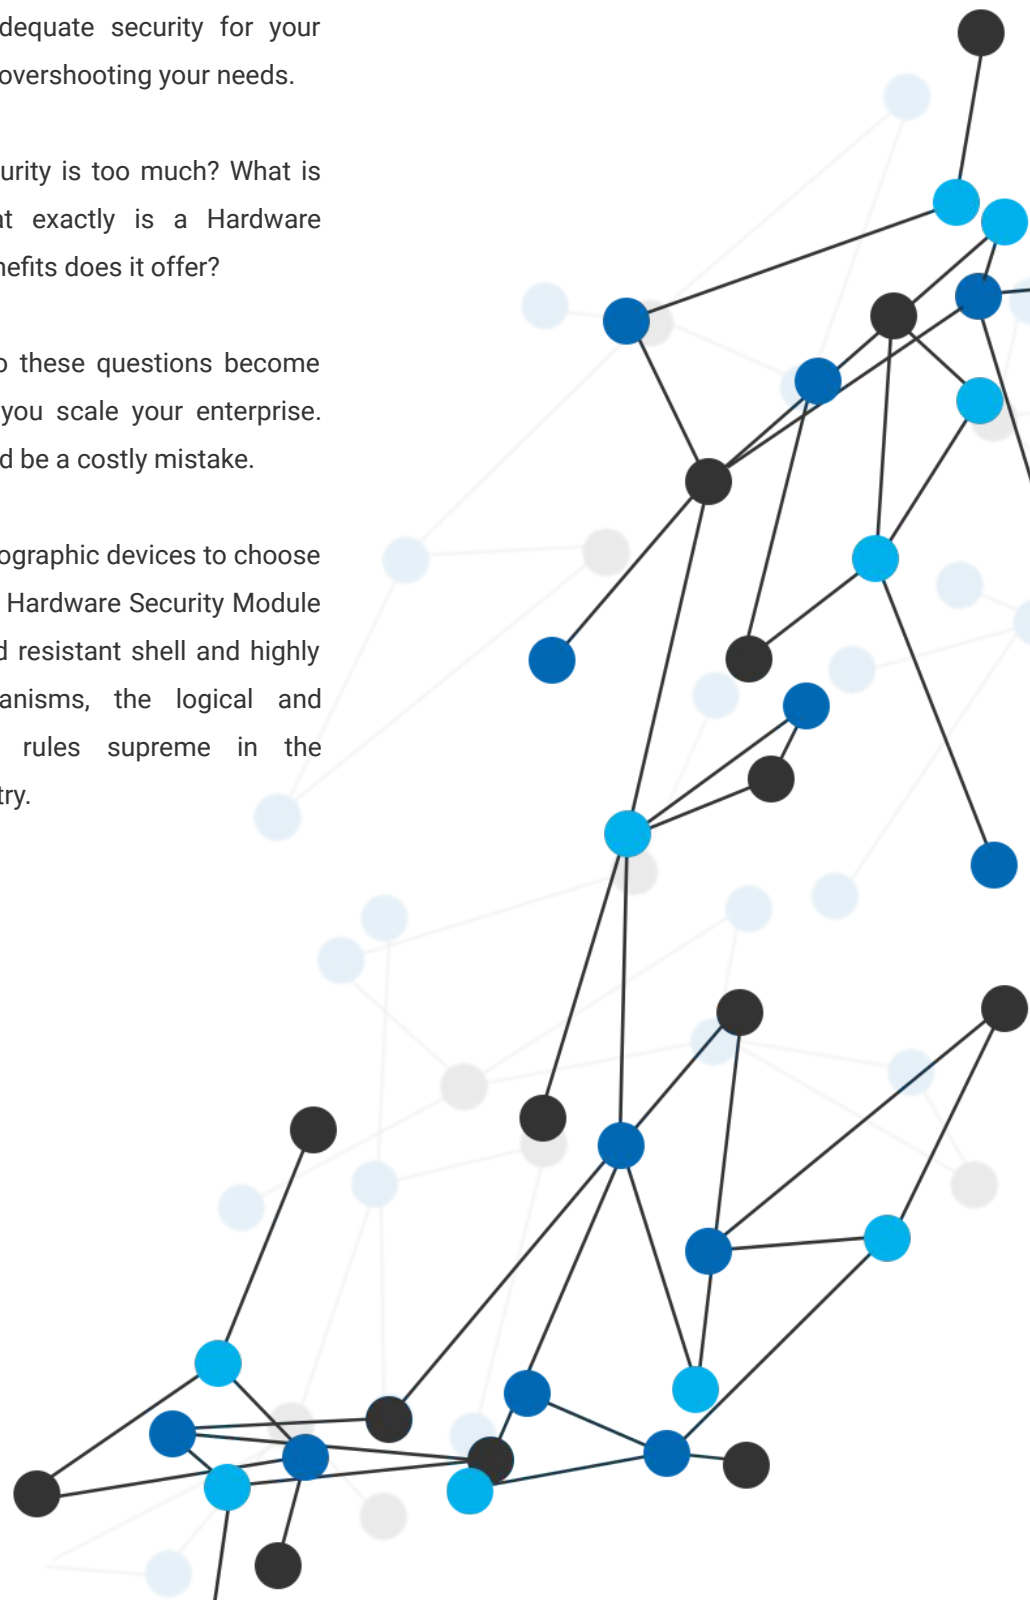 dequate security for your
overshooting your needs.
urity is too much? What is
at exactly is a Hardware
nefits does it offer?
o these questions become
you scale your enterprise.
d be a costly mistake.
ographic devices to choose
Hardware Security Module
d resistant shell and highly
anisms, the logical and
rules supreme in the
try.